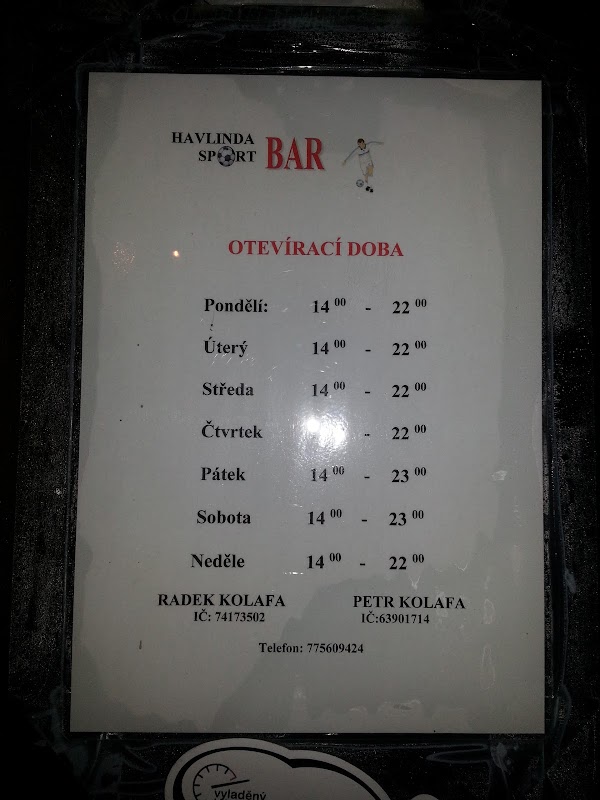 HAVLINDA
SPORT BAR
OTEVÍRACÍ DOBA
Pondělí: 14 00 - 22 00
Úterý 14 00 - 22 00
Středa 14 00 - 22 00
Čtvrtek - 22 00
Pátek 14 00 - 23 00
Sobota 14 00 - 23 00
Neděle 14 00 - 22 00
RADEK KOLAFA PETR KOLAFA
IČ: 74173502 IČ:63901714
Telefon: 775609424
vyladěný